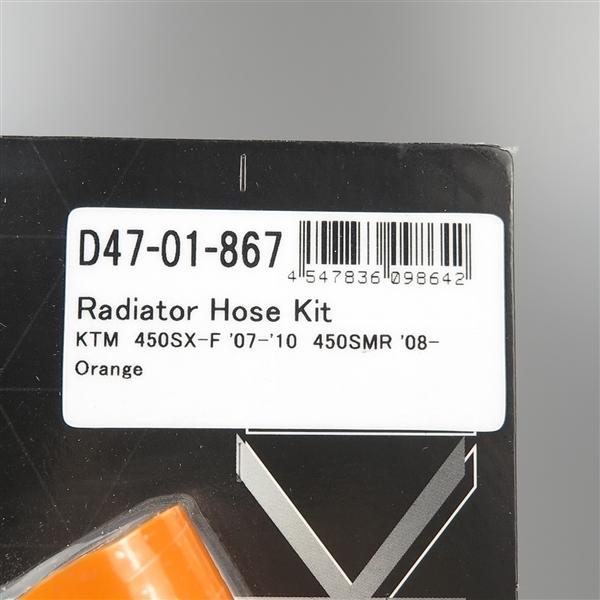 D47-01-867
4 547836 098642
Radiator Hose Kit
KTM 450SX-F '07-'10 450SMR '08-
Orange